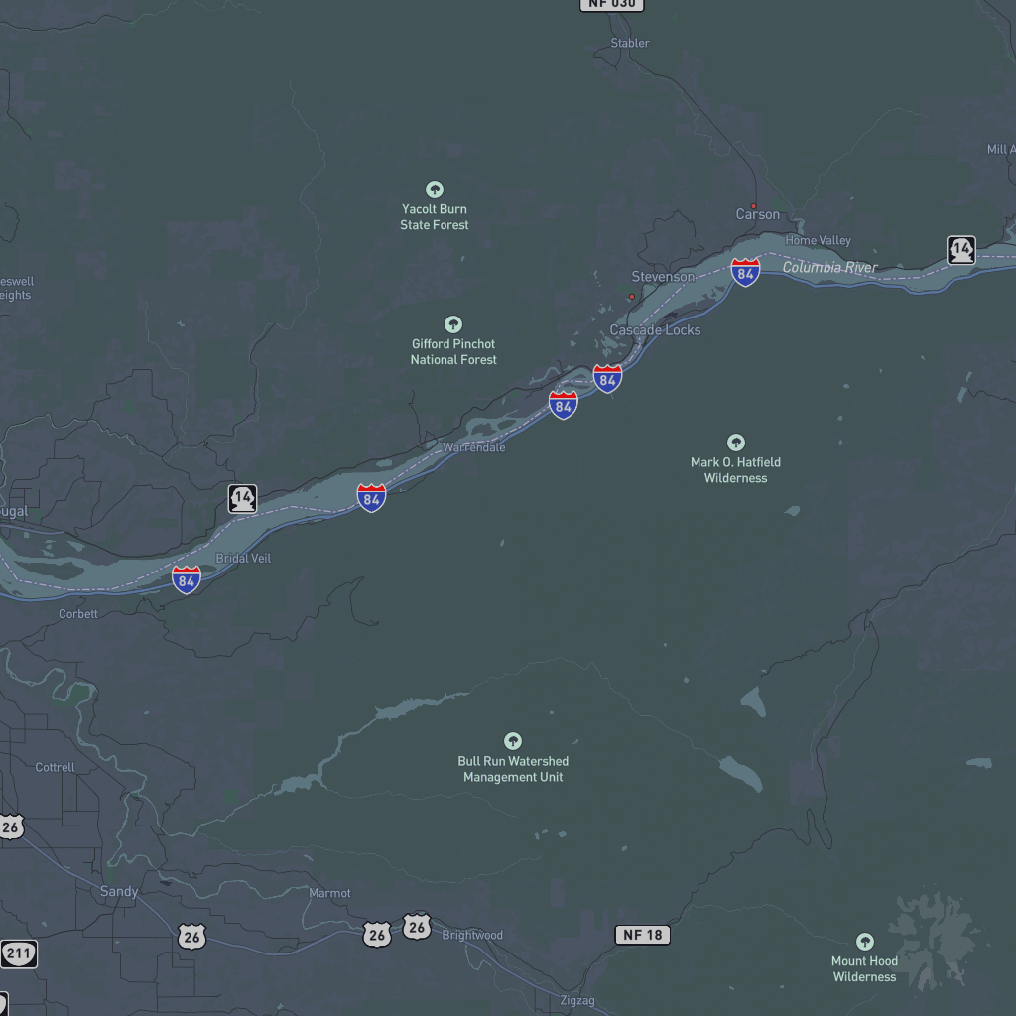 NF 030
Stabler
Mill A
Yacolt Burn
State Forest
Carson
Home Valley
14
Columbia River
84
Stevenson
eswell
eights
Cascade Locks
Gifford Pinchot
National Forest
84
84
Warrendale
Mark O. Hatfield
Wilderness
84
14
ugal
Bridal Veil
84
Corbett
Bull Run Watershed
Management Unit
Cottrell
26
Sandy
Marmot
26
26
26
Brightwood
NF 18
211
Mount Hood
Wilderness
Zigzag